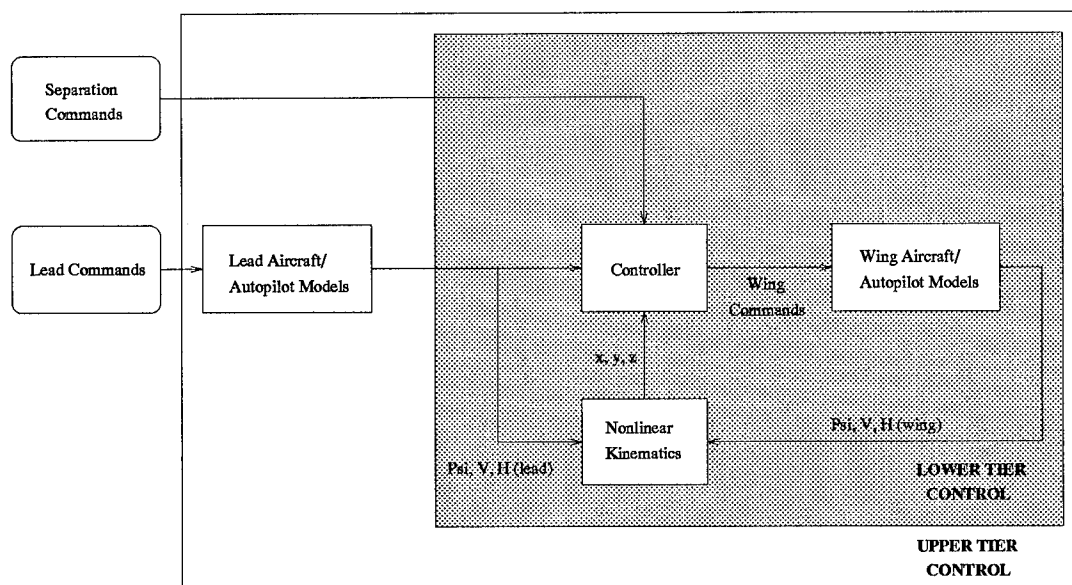 Separation
Commands
Lead Commands
Lead Aircraft/
Autopilot Models
Controller
Wing
Commands
Wing Aircraft/
Autopilot Models
x, y, z
Nonlinear
Kinematics
Psi, V, H (lead)
Psi, V, H (wing)
LOWER TIER
CONTROL
UPPER TIER
CONTROL